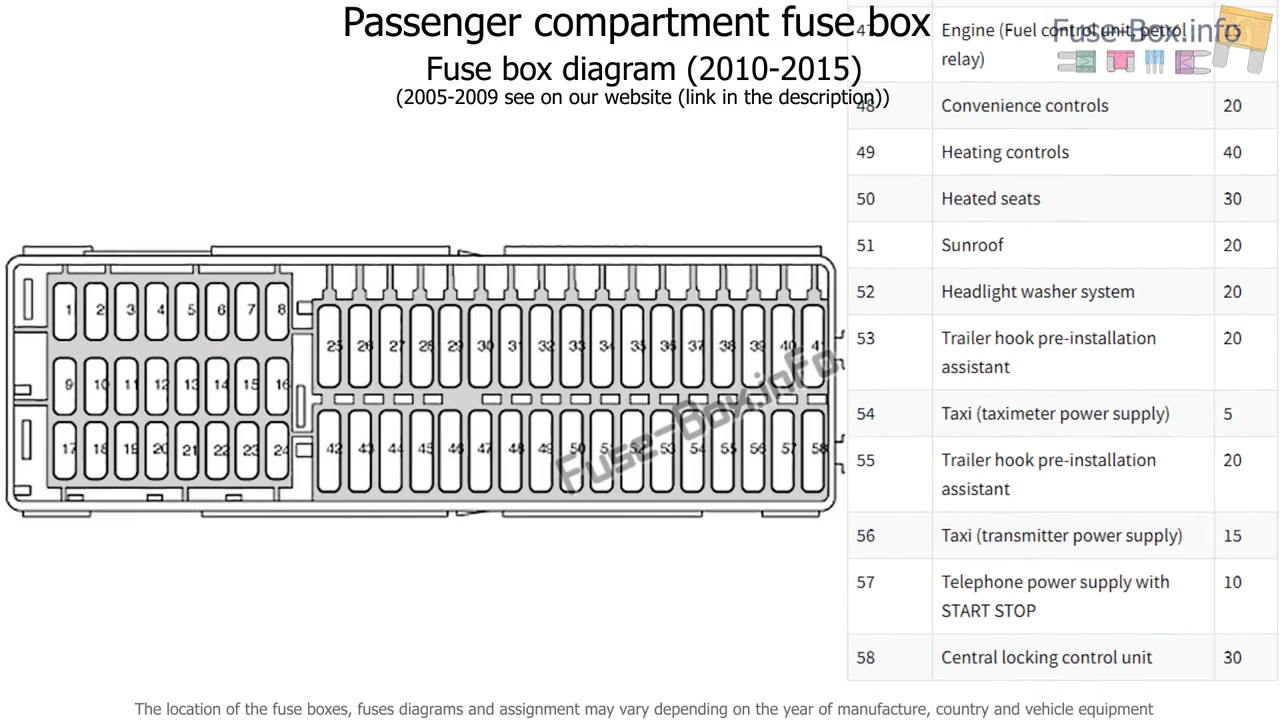 Passenger compartment fuse box
Fuse box diagram (2010-2015)
(2005-2009 see on our website (link in the description))
Fuse-Box.info
47 Engine (Fuel control unit, petrol 15
relay)
48 Convenience controls 20
49 Heating controls 40
50 Heated seats 30
51 Sunroof 20
52 Headlight washer system 20
53 Trailer hook pre-installation 20
assistant
54 Taxi (taximeter power supply) 5
55 Trailer hook pre-installation 20
assistant
56 Taxi (transmitter power supply) 15
57 Telephone power supply with 10
START STOP
58 Central locking control unit 30
1 2 3 4 5 6 7 8
9 10 11 12 13 14 15 16
17 18 19 20 21 22 23 24
25 26 27 28 29 30 31 32 33 34 35 36 37 38 39 40 41
42 43 44 45 46 47 48 49 50 51 52 53 54 55 56 57 58
Fuse-Box.info
The location of the fuse boxes, fuses diagrams and assignment may vary depending on the year of manufacture, country and vehicle equipment